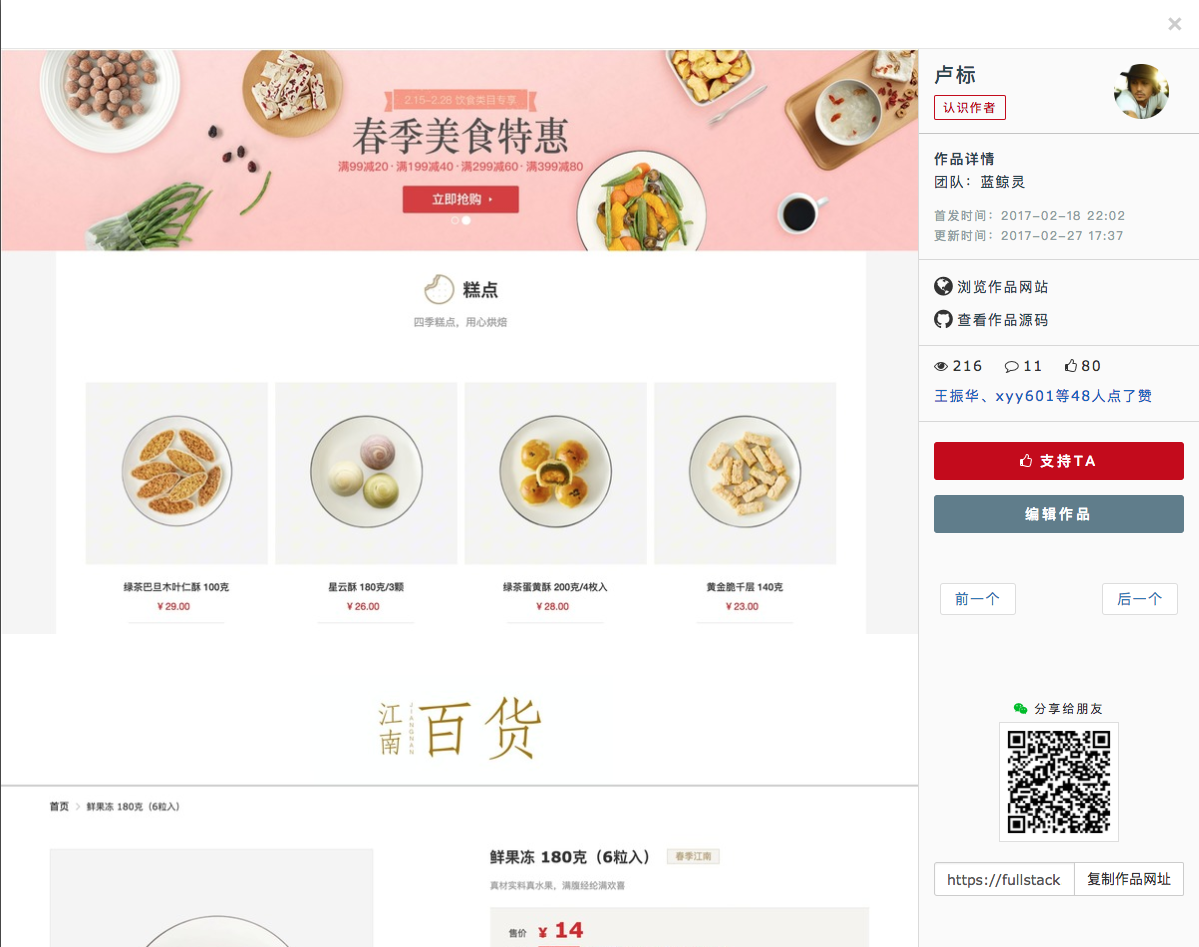 2.15-2.26 饮食类目专享
春季美食特惠
满99减20 · 满199减40 · 满299减60 · 满399减80
立即抢购
糕点
四季糕点，用心烘焙
绿茶巴旦木叶仁酥 100克
¥ 29.00
星云酥 180克/3颗
¥ 26.00
绿茶蛋黄酥 200克/4枚入
¥ 28.00
黄金脆千层 140克
¥ 23.00
江南 JIANGNAN 百货
首页 > 鲜果冻 180克（6粒入）
鲜果冻 180克（6粒入） 春季江南
真材实料真水果，满腹经纶满欢喜
售价 ¥ 14
卢标
认识作者
作品详情
团队：蓝鲸灵
首发时间：2017-02-18 22:02
更新时间：2017-02-27 17:37
浏览作品网站
查看作品源码
216 11 80
王振华、xyy601等48人点了赞
支持TA
编辑作品
前一个 后一个
分享给朋友
https://fullstack 复制作品网址